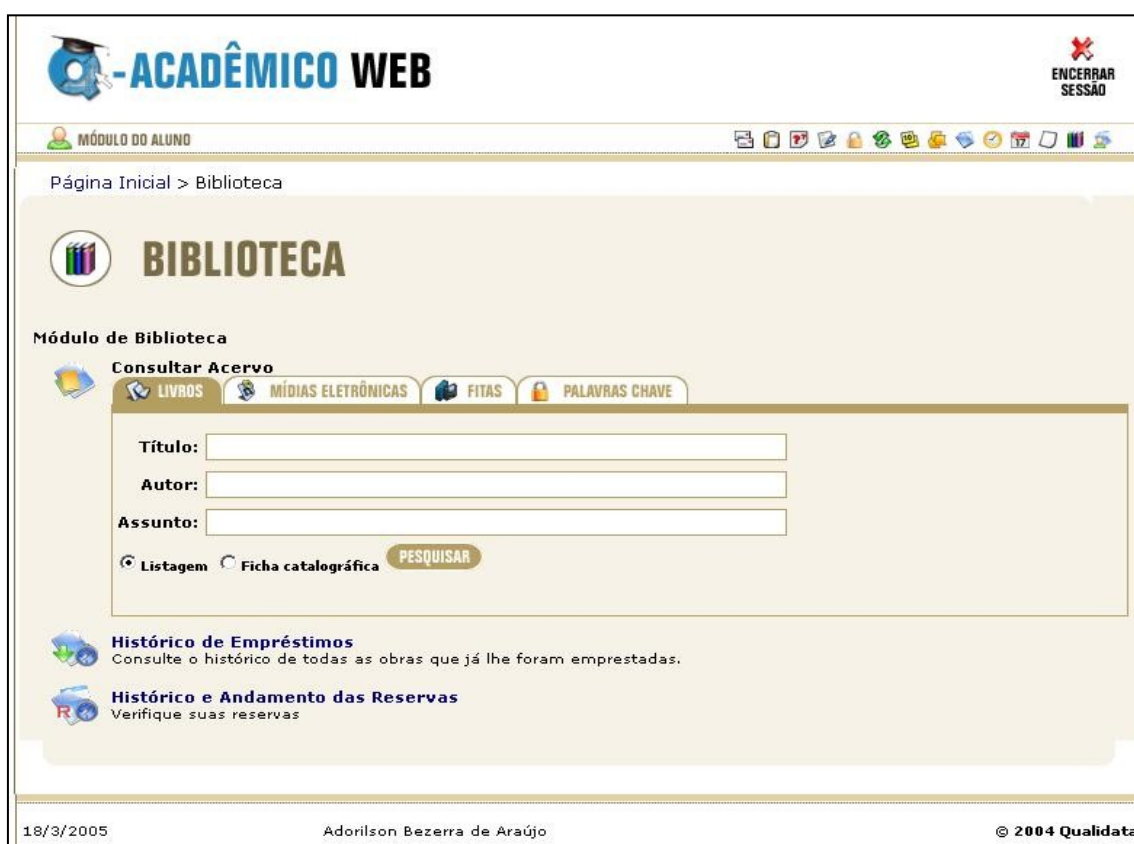 -ACADÊMICO WEB
ENCERRAR
SESSÃO
MÓDULO DO ALUNO
Página Inicial > Biblioteca
BIBLIOTECA
Módulo de Biblioteca
Consultar Acervo
LIVROS MÍDIAS ELETRÔNICAS FITAS PALAVRAS CHAVE
Título:
Autor:
Assunto:
Listagem Ficha catalográfica PESQUISAR
Histórico de Empréstimos
Consulte o histórico de todas as obras que já lhe foram emprestadas.
Histórico e Andamento das Reservas
Verifique suas reservas
18/3/2005 Adorilson Bezerra de Araújo © 2004 Qualidata